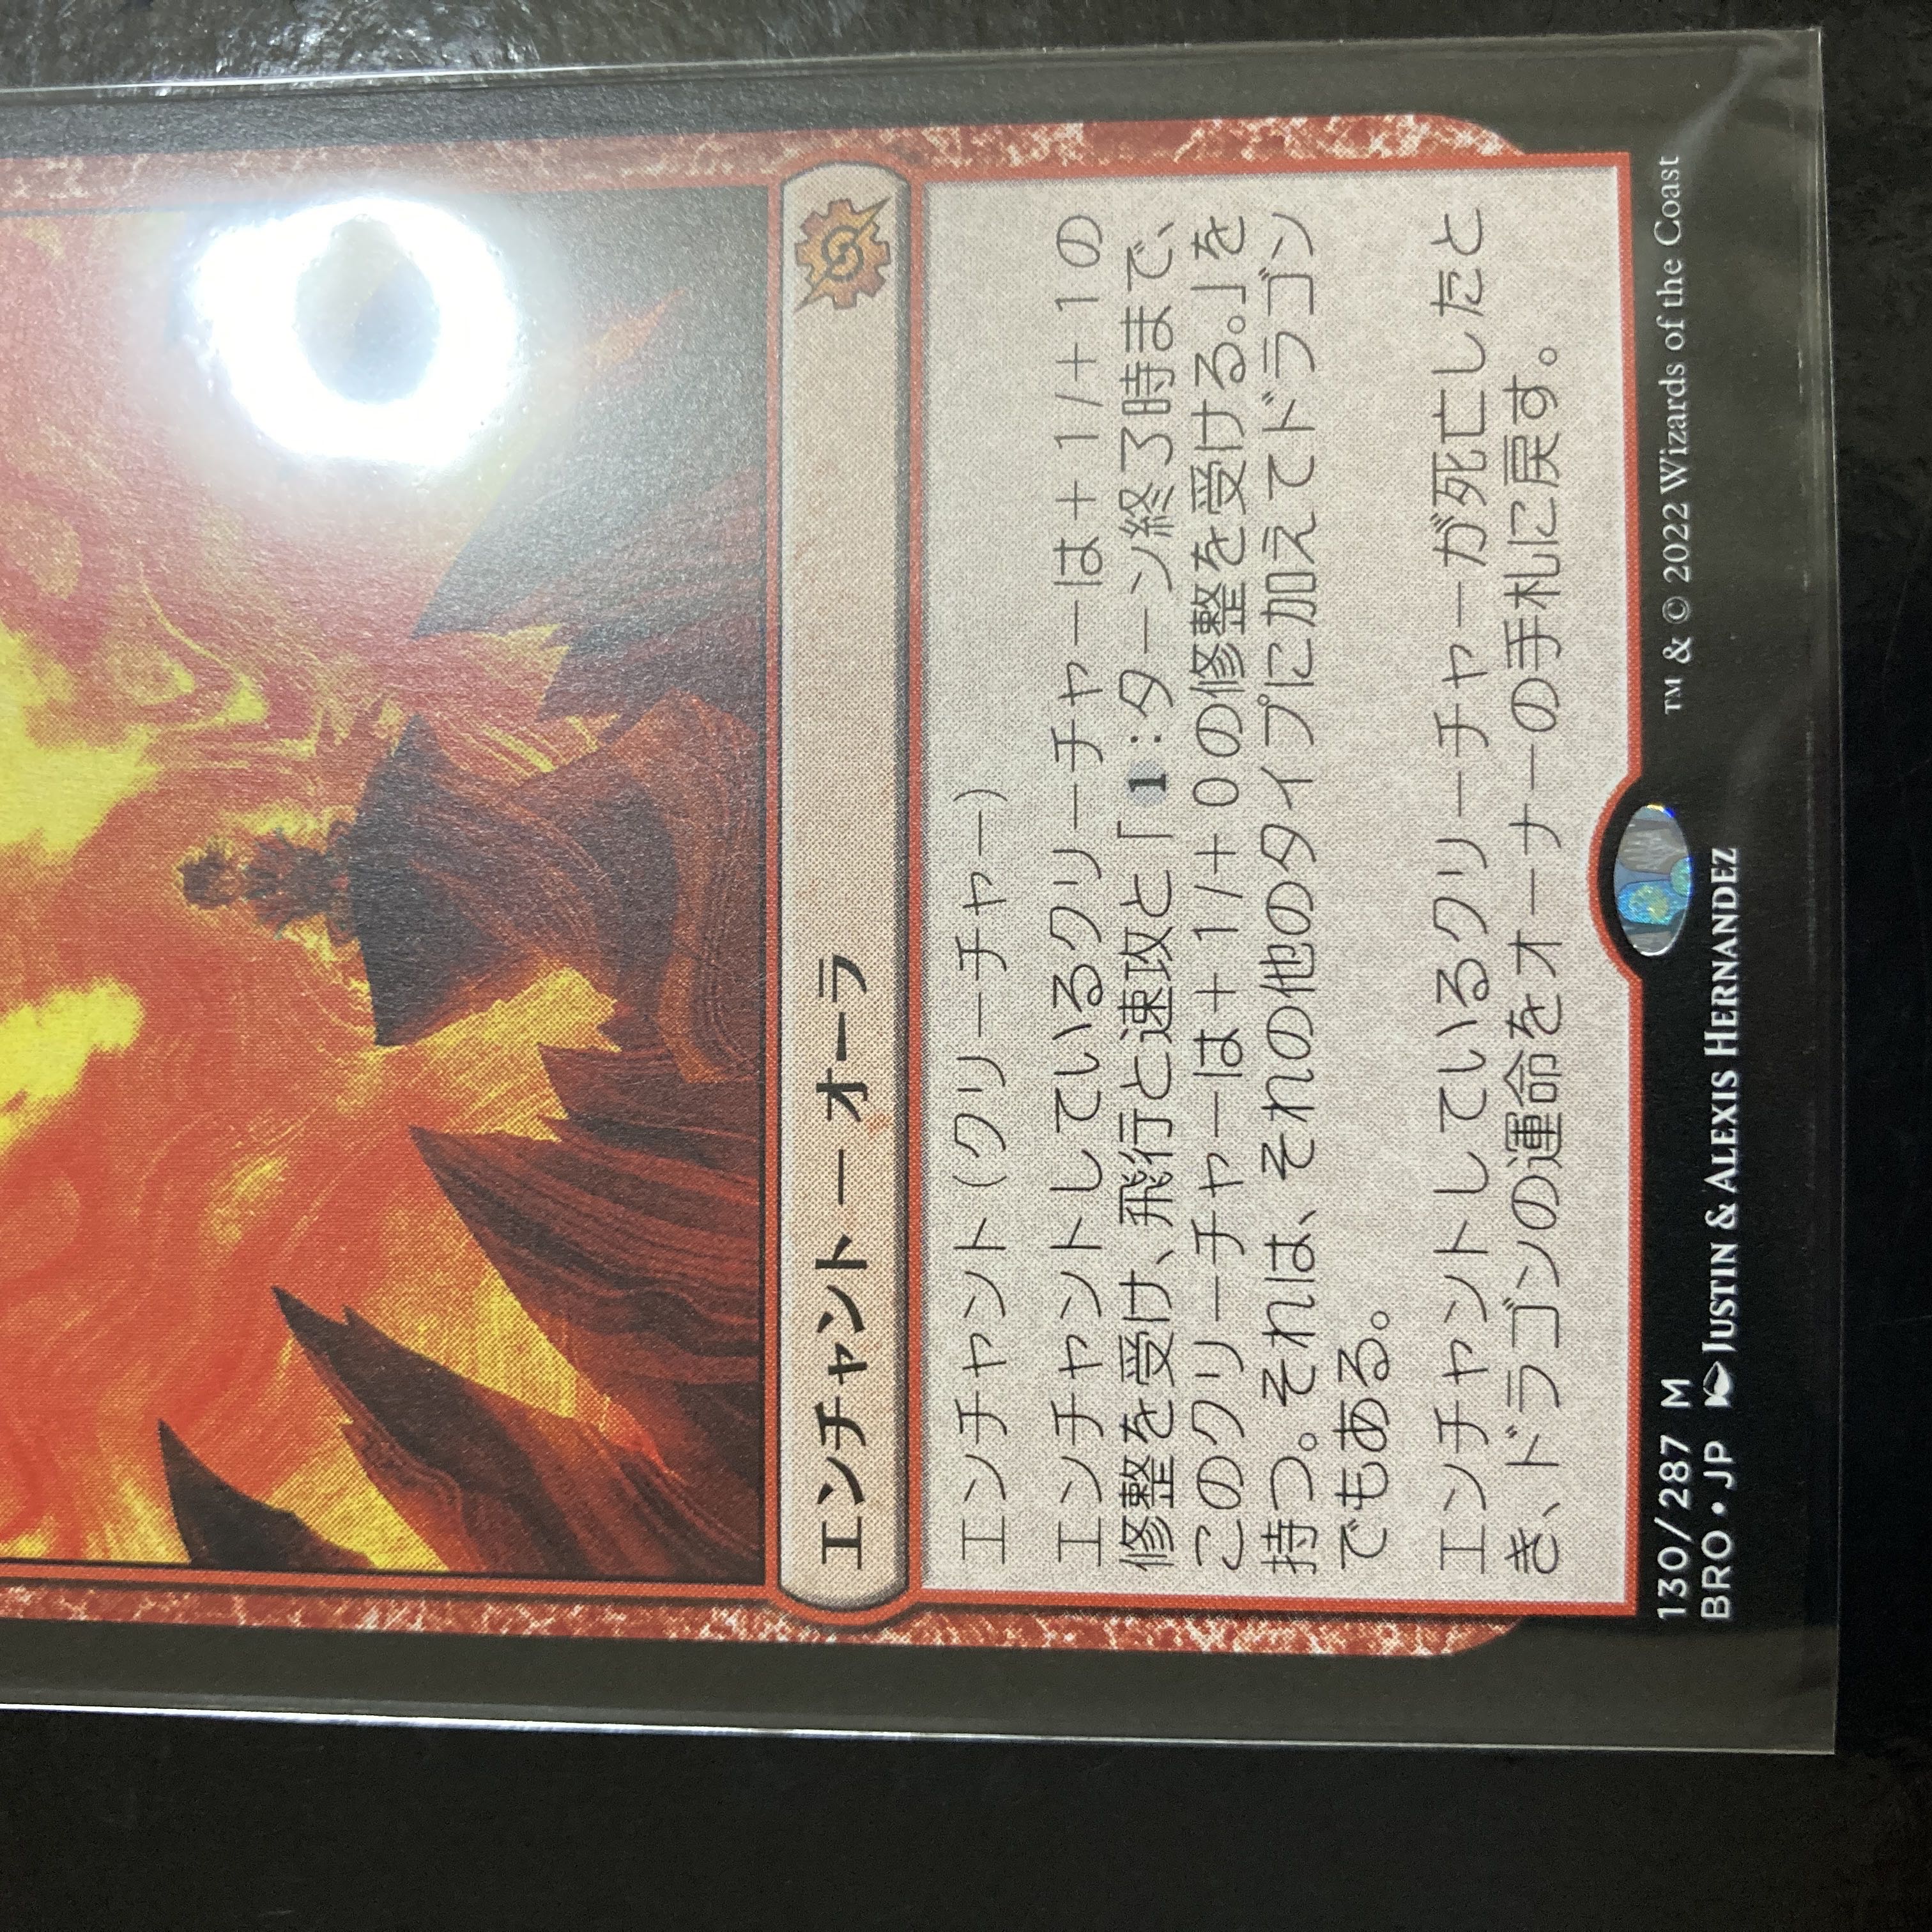 エンチャント — オーラ
エンチャント(クリーチャー)
エンチャントしているクリーチャーは+1/+1の
修整を受け、飛行と速攻と「1:ターン終了時まで、
このクリーチャーは+1/+0の修整を受ける。」を
持つ。それは、それの他のタイプに加えてドラゴン
でもある。
エンチャントしているクリーチャーが死亡したと
き、ドラゴンの運命をオーナーの手札に戻す。
130/287 M
BRO • JP JUSTIN & ALEXIS HERNANDEZ
™ & © 2022 Wizards of the Coast